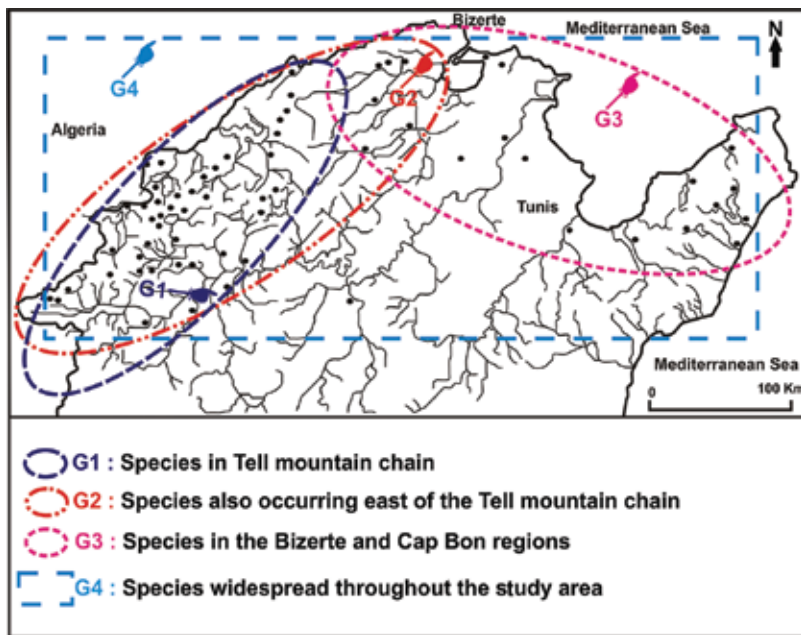 Bizerte
Mediterranean Sea
N
G4
G2
G3
Algeria
Tunis
G1
Mediterranean Sea
0 100 Km
G1 : Species in Tell mountain chain
G2 : Species also occurring east of the Tell mountain chain
G3 : Species in the Bizerte and Cap Bon regions
G4 : Species widespread throughout the study area